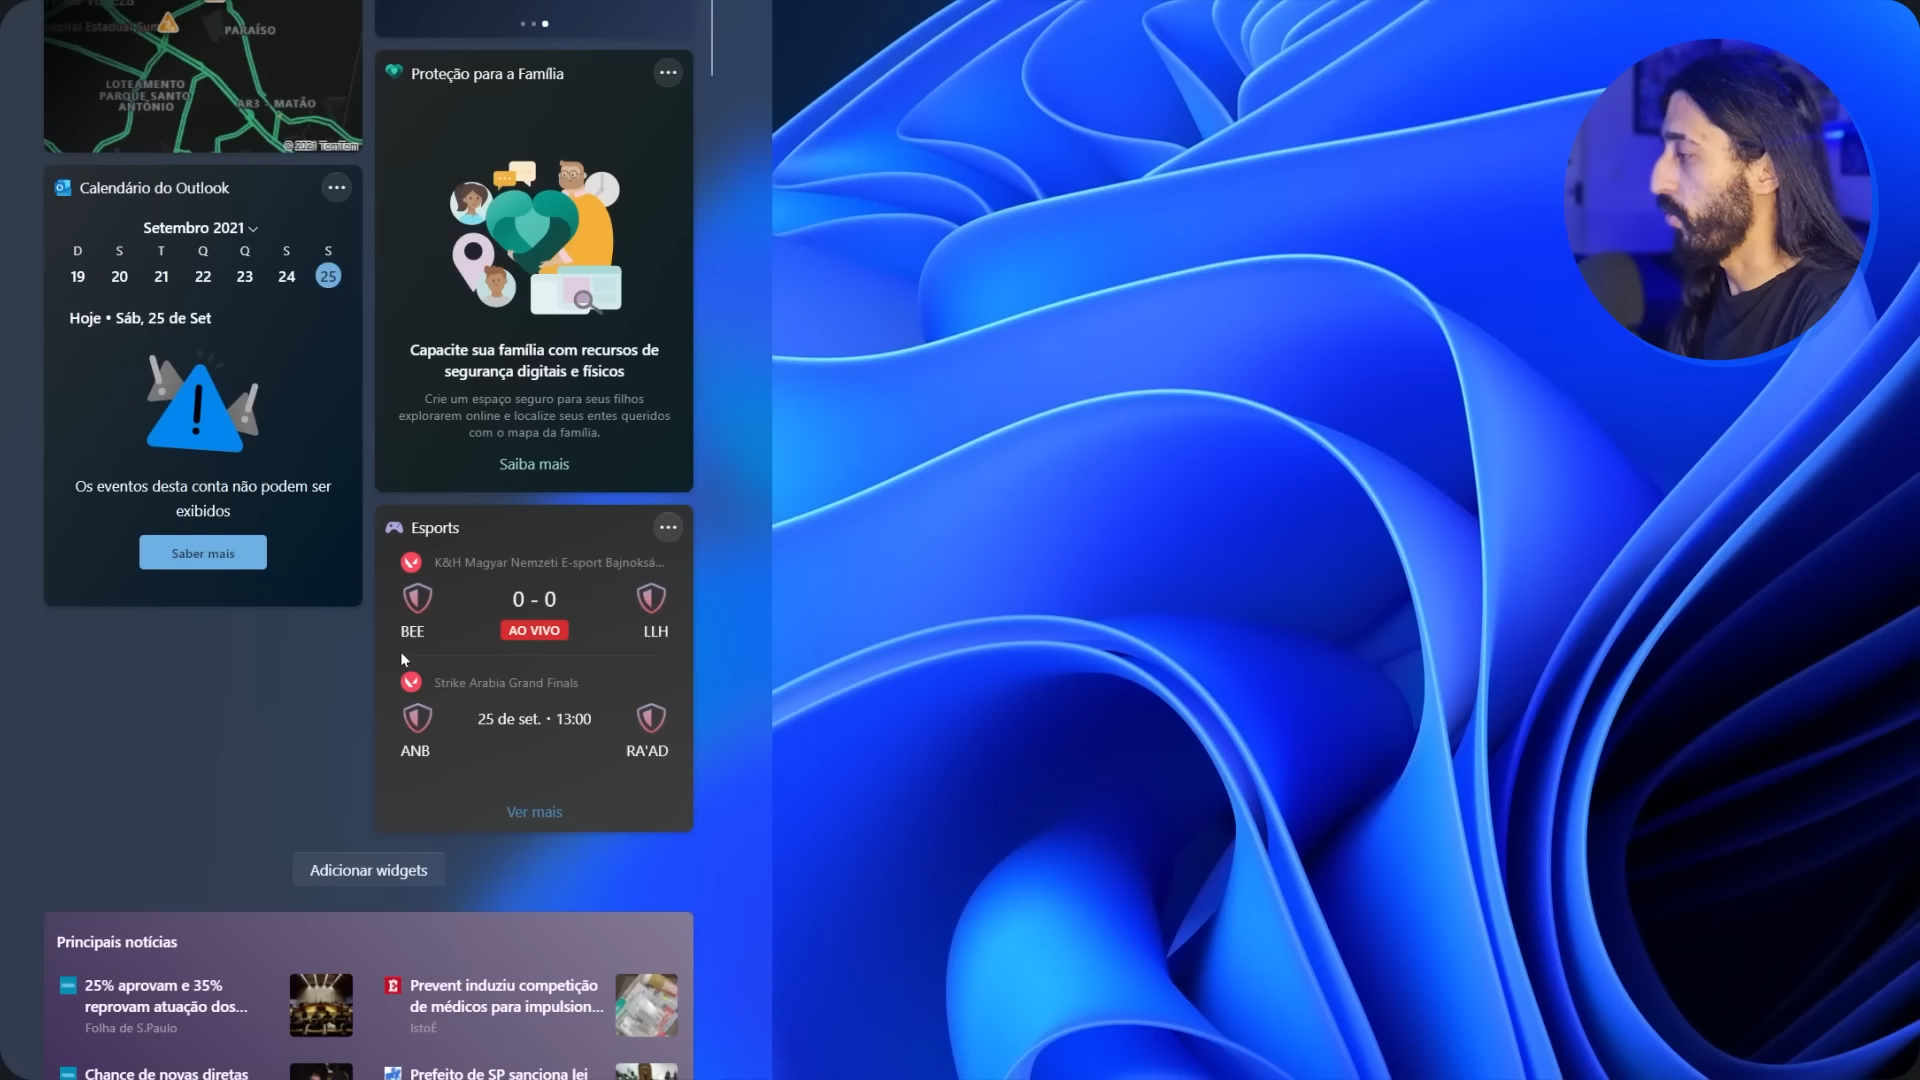 PARAÍSO
LOTEAMENTO
PARQUE SANTO
ANTÔNIO
AR3 - MATÃO
© 2021 TomTom
Calendário do Outlook
Setembro 2021
D S T Q Q S S
19 20 21 22 23 24 25
Hoje • Sáb, 25 de Set
Os eventos desta conta não podem ser
exibidos
Saber mais
Proteção para a Família
Capacite sua família com recursos de
segurança digitais e físicos
Crie um espaço seguro para seus filhos
explorarem online e localize seus entes queridos
com o mapa da família.
Saiba mais
Esports
K&H Magyar Nemzeti E-sport Bajnoksá...
0 - 0
BEE
AO VIVO
LLH
Strike Arabia Grand Finals
25 de set. • 13:00
ANB
RA'AD
Ver mais
Adicionar widgets
Principais notícias
25% aprovam e 35%
reprovam atuação dos...
Folha de S.Paulo
Prevent induziu competição
de médicos para impulsion...
IstoÉ
Chance de novas diretas
Prefeito de SP sanciona lei